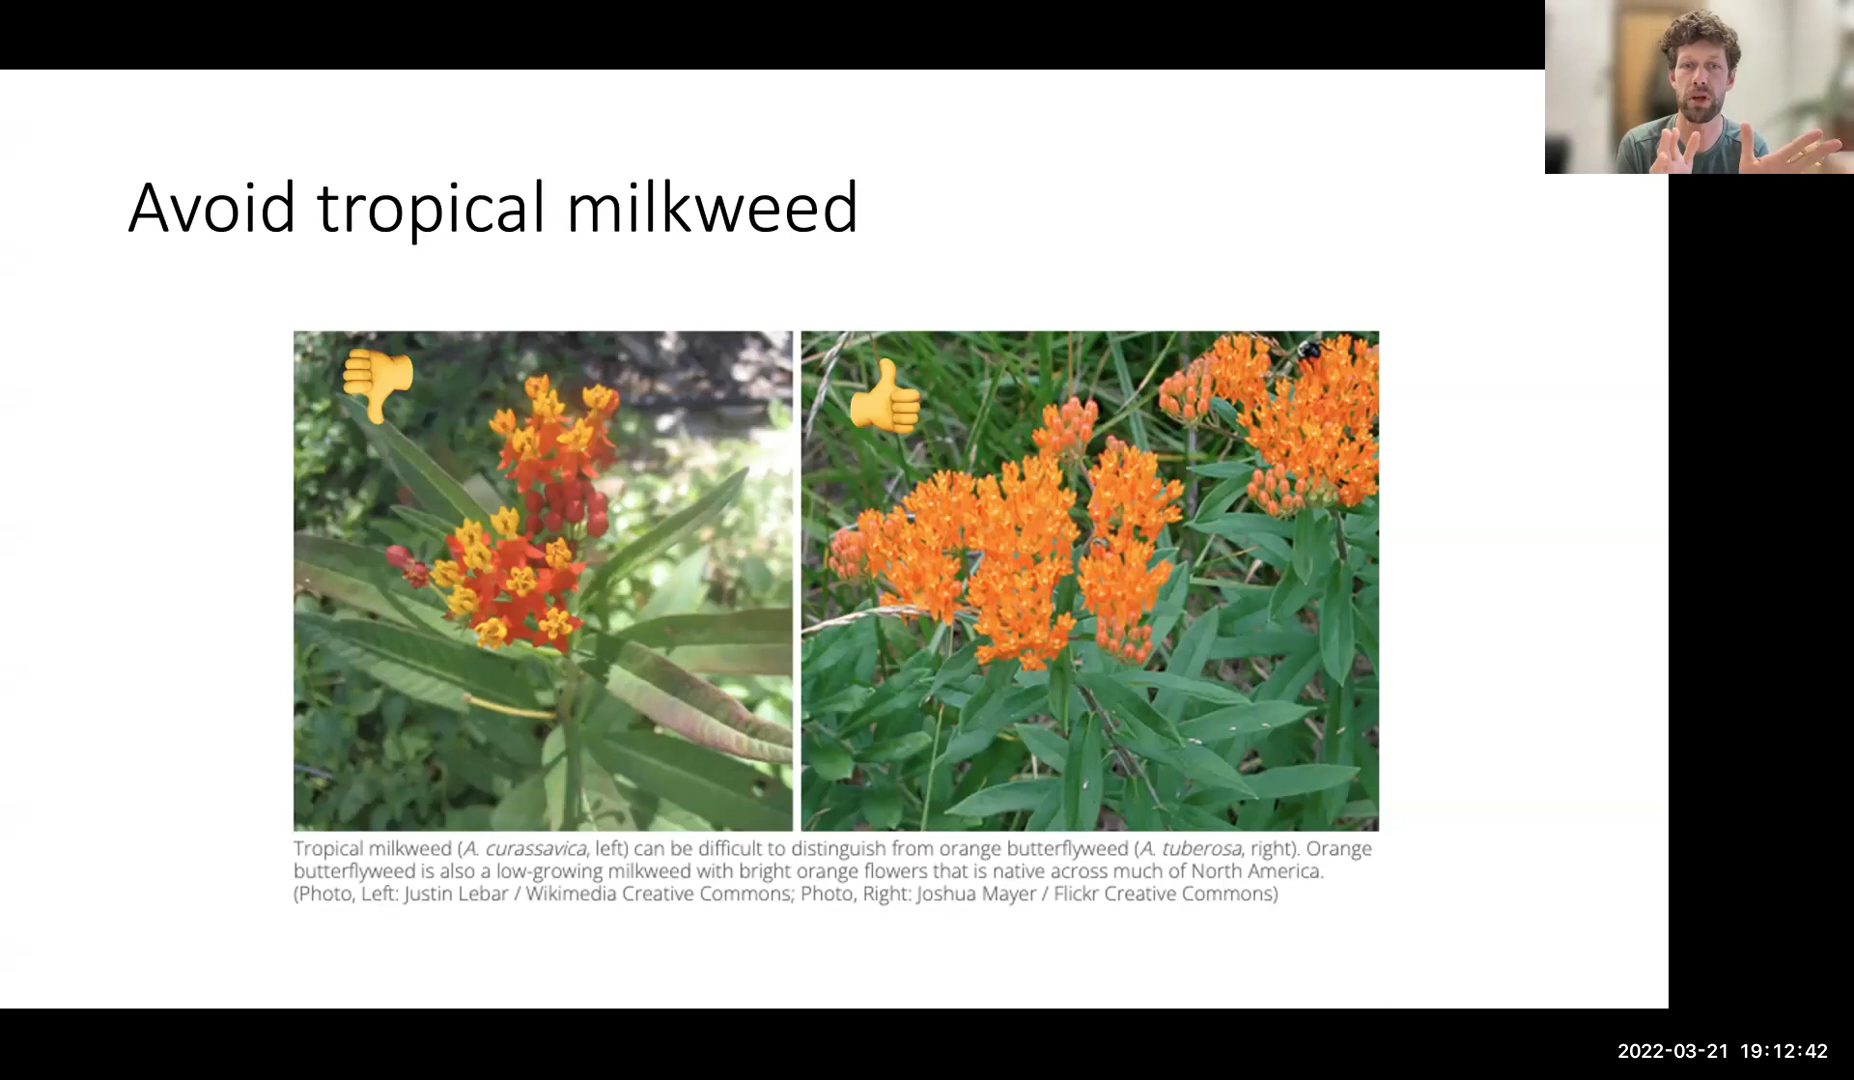 Avoid tropical milkweed
Tropical milkweed (A. curassavica, left) can be difficult to distinguish from orange butterflyweed (A. tuberosa, right). Orange
butterflyweed is also a low-growing milkweed with bright orange flowers that is native across much of North America.
(Photo, Left: Justin Lebar / Wikimedia Creative Commons; Photo, Right: Joshua Mayer / Flickr Creative Commons)
2022-03-21 19:12:42